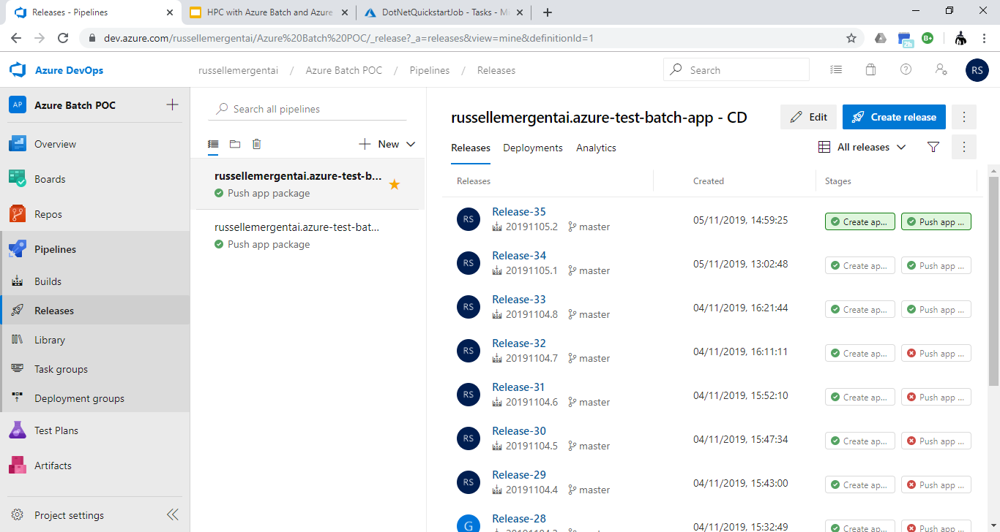 Releases - Pipelines
HPC with Azure Batch and Azure
DotNetQuickstartJob - Tasks - Mi
dev.azure.com/russellemergentai/Azure%20Batch%20POC/_release?_a=releases&view=mine&definitionId=1
2h
B+
Azure DevOps
russellemergentai / Azure Batch POC / Pipelines / Releases
Search
RS
AP
Azure Batch POC
Overview
Boards
Repos
Pipelines
Builds
Releases
Library
Task groups
Deployment groups
Test Plans
Artifacts
Project settings
Search all pipelines
New
russellemergentai.azure-test-b...
Push app package
russellemergentai.azure-test-bat...
Push app package
russellemergentai.azure-test-batch-app - CD
Edit
Create release
Releases Deployments Analytics
All releases
Releases Created Stages
RS Release-35 05/11/2019, 14:59:25 Create ap... Push app ...
20191105.2 master
RS Release-34 05/11/2019, 13:02:48 Create ap... Push app ...
20191105.1 master
RS Release-33 04/11/2019, 16:21:44 Create ap... Push app ...
20191104.8 master
RS Release-32 04/11/2019, 16:11:11 Create ap... Push app ...
20191104.7 master
RS Release-31 04/11/2019, 15:52:10 Create ap... Push app ...
20191104.6 master
RS Release-30 04/11/2019, 15:47:34 Create ap... Push app ...
20191104.5 master
RS Release-29 04/11/2019, 15:43:00 Create ap... Push app ...
20191104.4 master
G Release-28 04/11/2019, 15:32:49 Create ap... Push app ...